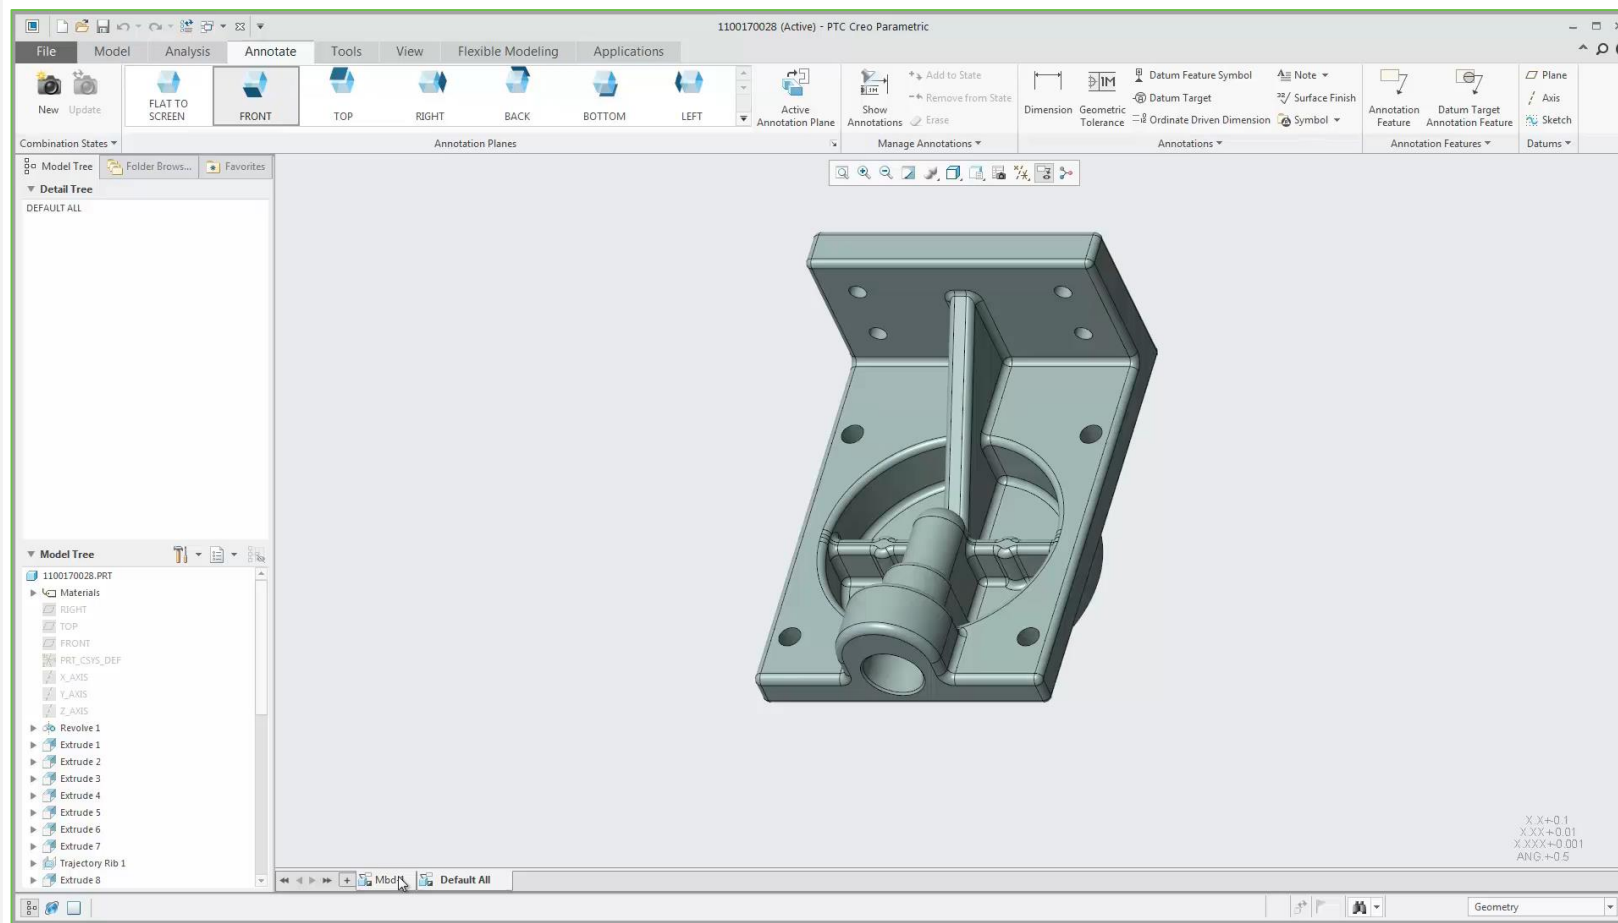 1100170028 (Active) - PTC Creo Parametric
File Model Analysis Annotate Tools View Flexible Modeling Applications
New Update
FLAT TO
SCREEN
FRONT TOP RIGHT BACK BOTTOM LEFT
Active
Annotation Plane
Show
Annotations
Add to State
Remove from State
Erase
Dimension
Geometric
Tolerance
Datum Feature Symbol
Datum Target
Ordinate Driven Dimension
Note
Surface Finish
Symbol
Annotation
Feature
Datum Target
Annotation Feature
Plane
Axis
Sketch
Combination States Annotation Planes Manage Annotations Annotations Annotation Features Datums
Model Tree Folder Brows... Favorites
Detail Tree
DEFAULT ALL
Model Tree
1100170028.PRT
Materials
RIGHT
TOP
FRONT
PRT_CSYS_DEF
X_AXIS
Y_AXIS
Z_AXIS
Revolve 1
Extrude 1
Extrude 2
Extrude 3
Extrude 4
Extrude 5
Extrude 6
Extrude 7
Trajectory Rib 1
Extrude 8
X.X+-0.1
X.XX+-0.01
X.XXX+-0.001
ANG.+-0.5
Default All
Geometry